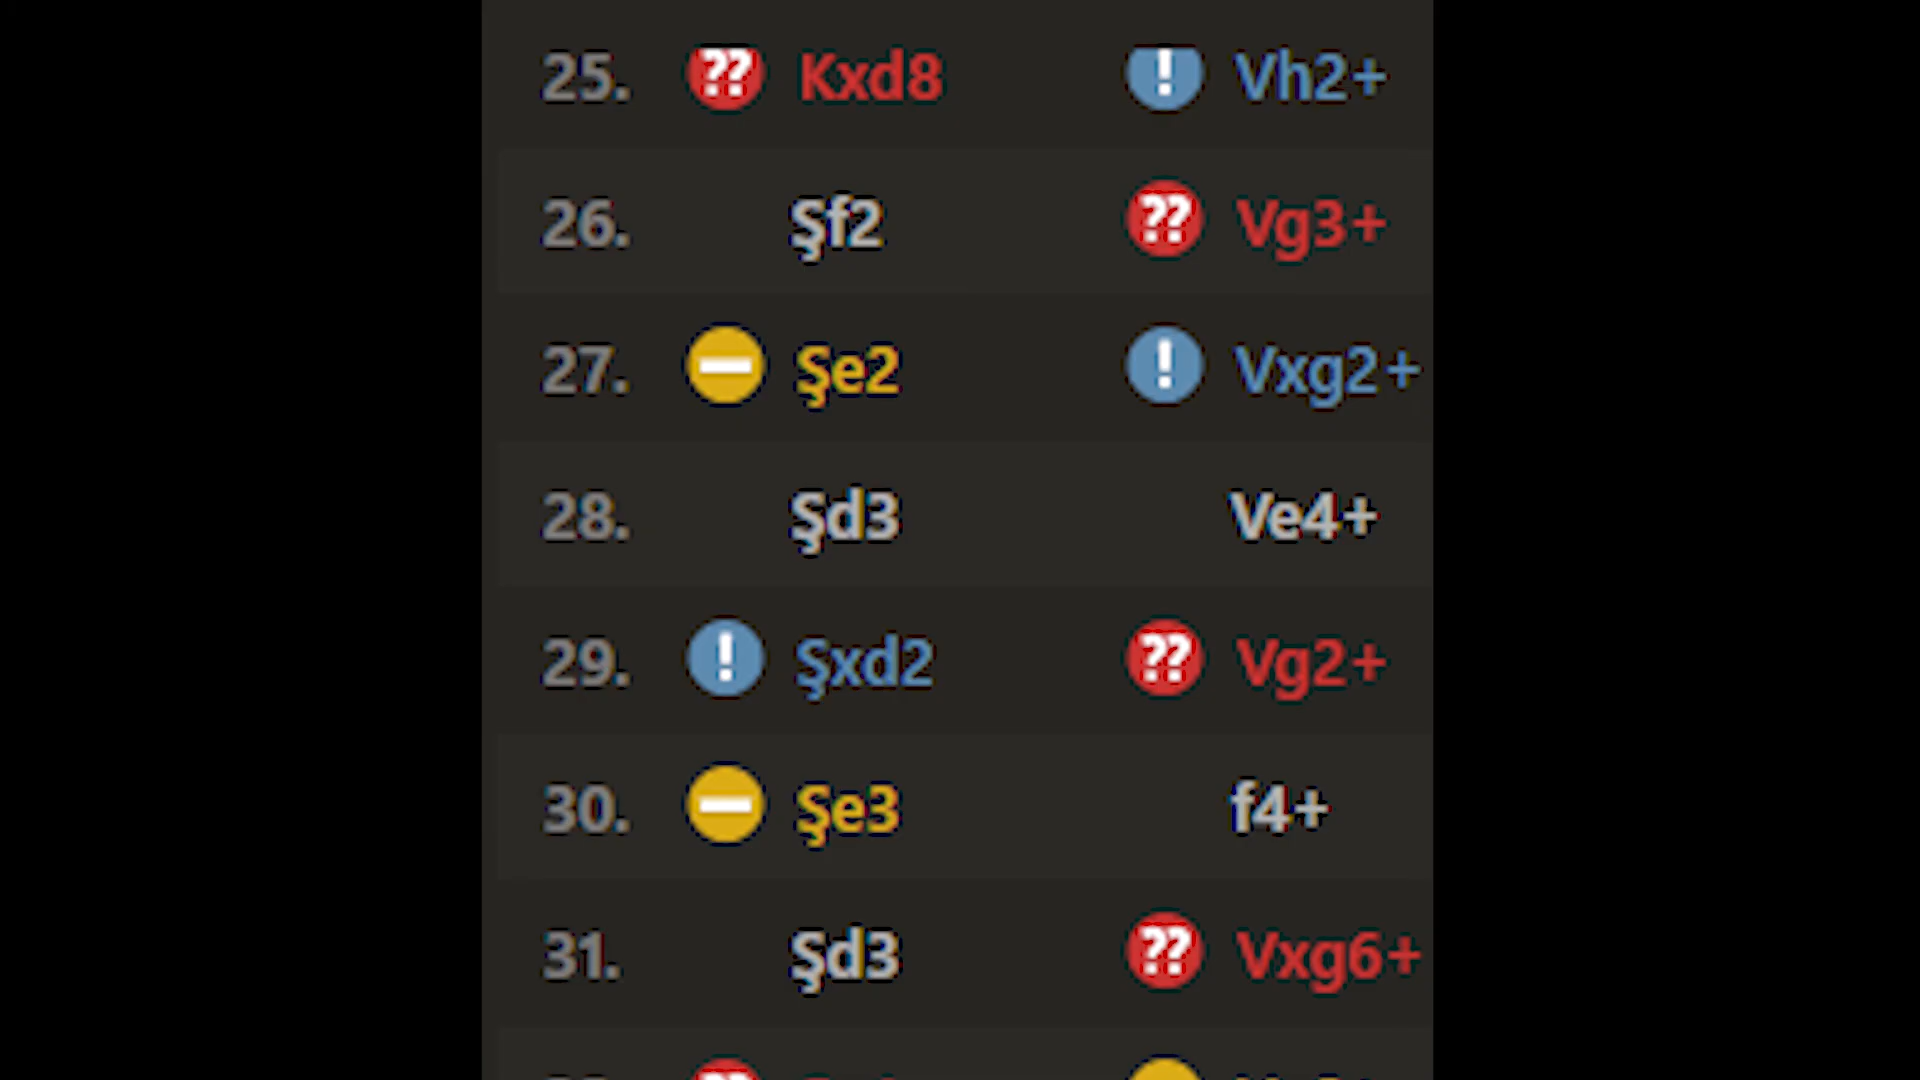 25. ?? Kxd8 ! Vh2+
26. Şf2 ?? Vg3+
27. Şe2 ! Vxg2+
28. Şd3 Ve4+
29. ! Şxd2 ?? Vg2+
30. Şe3 f4+
31. Şd3 ?? Vxg6+
??